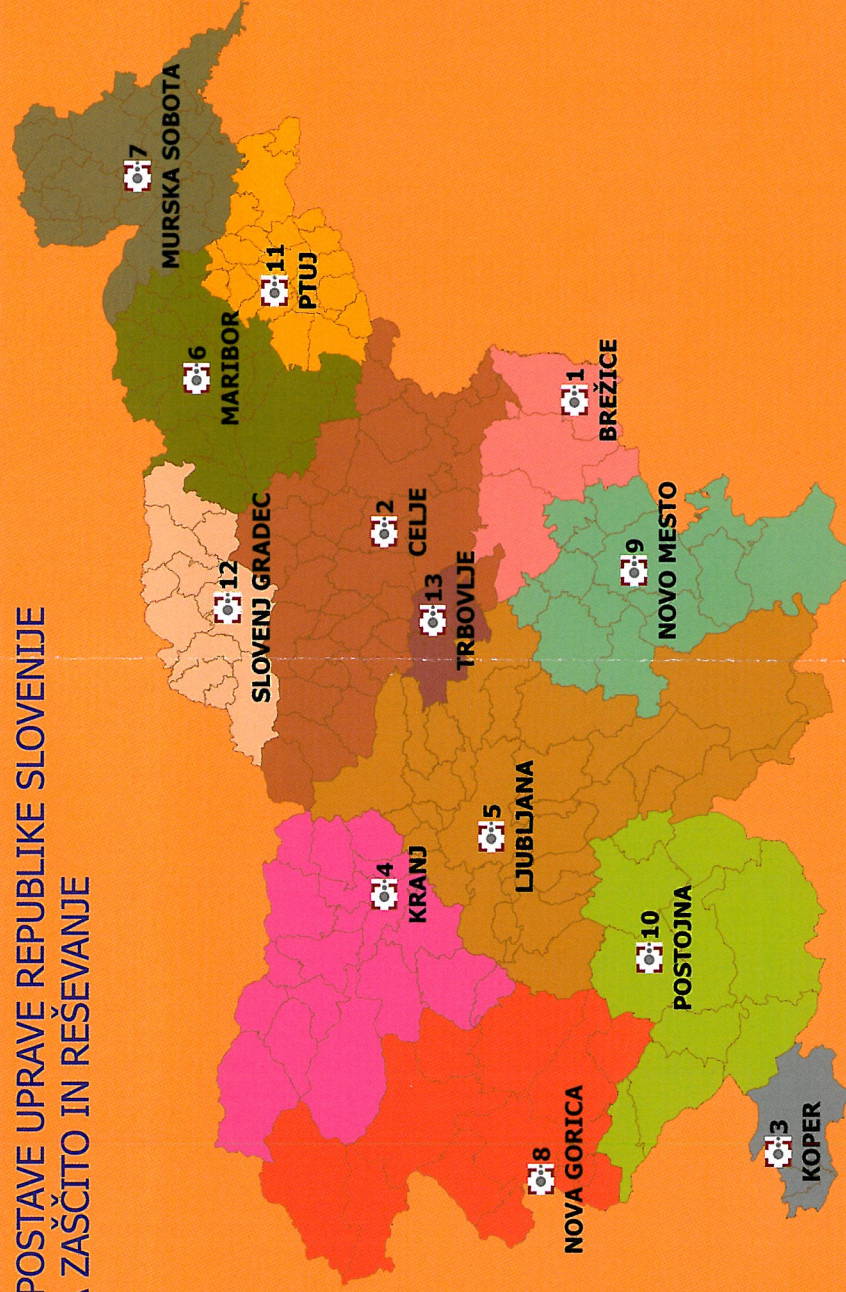 POSTAVE UPRAVE REPUBLIKE SLOVENIJE
A ZAŠČITO IN REŠEVANJE
7
MURSKA SOBOTA
6
MARIBOR
12
SLOVENJ GRADEC
11
PTUJ
4
KRANJ
2
CELJE
13
TRBOVLJE
5
LJUBLJANA
8
NOVA GORICA
1
BREŽICE
9
NOVO MESTO
10
POSTOJNA
3
KOPER